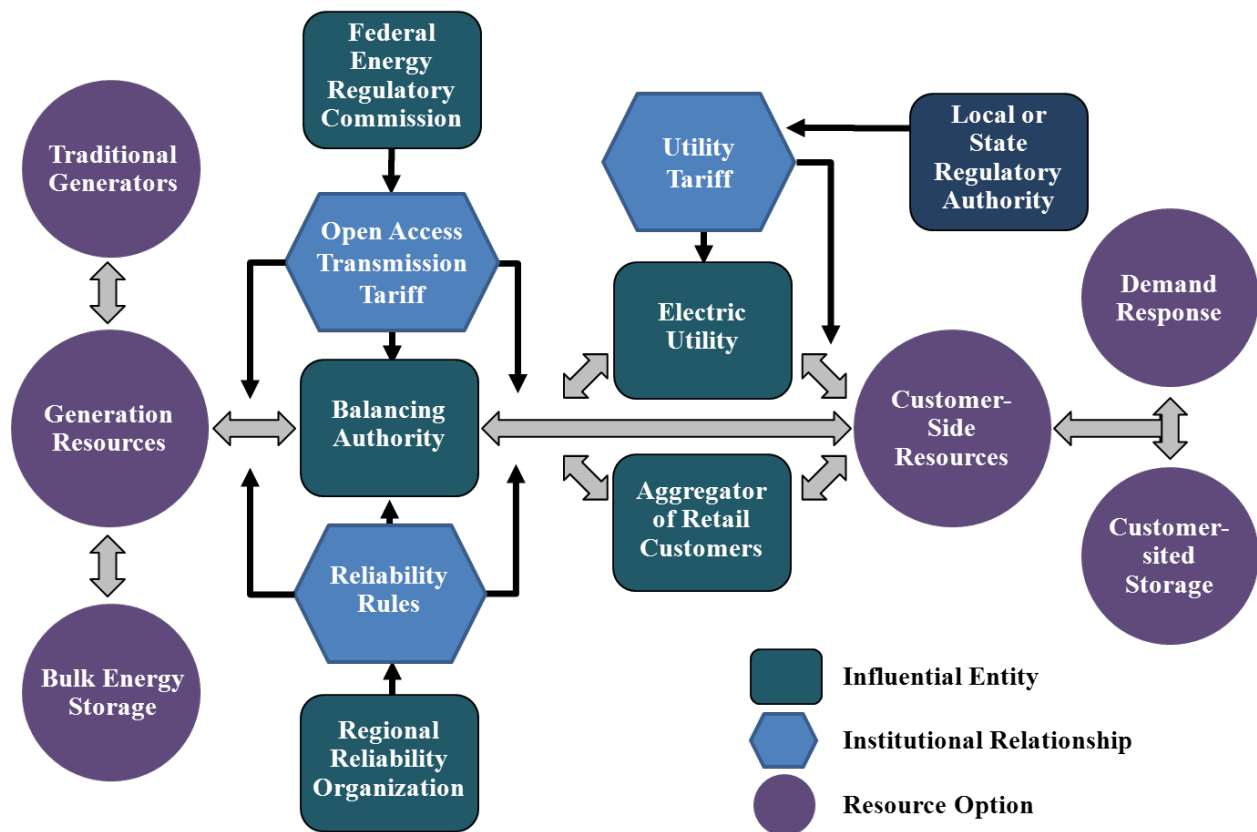 Federal
Energy
Regulatory
Commission
Traditional
Generators
Utility
Tariff
Local or
State
Regulatory
Authority
Open Access
Transmission
Tariff
Demand
Response
Electric
Utility
Generation
Resources
Balancing
Authority
Customer-
Side
Resources
Aggregator
of Retail
Customers
Customer-
sited
Storage
Reliability
Rules
Bulk Energy
Storage
Regional
Reliability
Organization
Influential Entity
Institutional Relationship
Resource Option